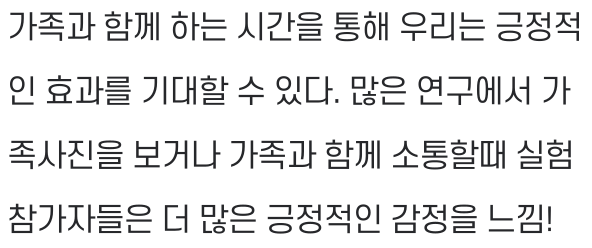 가족과 함께 하는 시간을 통해 우리는 긍정적
인 효과를 기대할 수 있다. 많은 연구에서 가
족사진을 보거나 가족과 함께 소통할때 실험
참가자들은 더 많은 긍정적인 감정을 느낌!